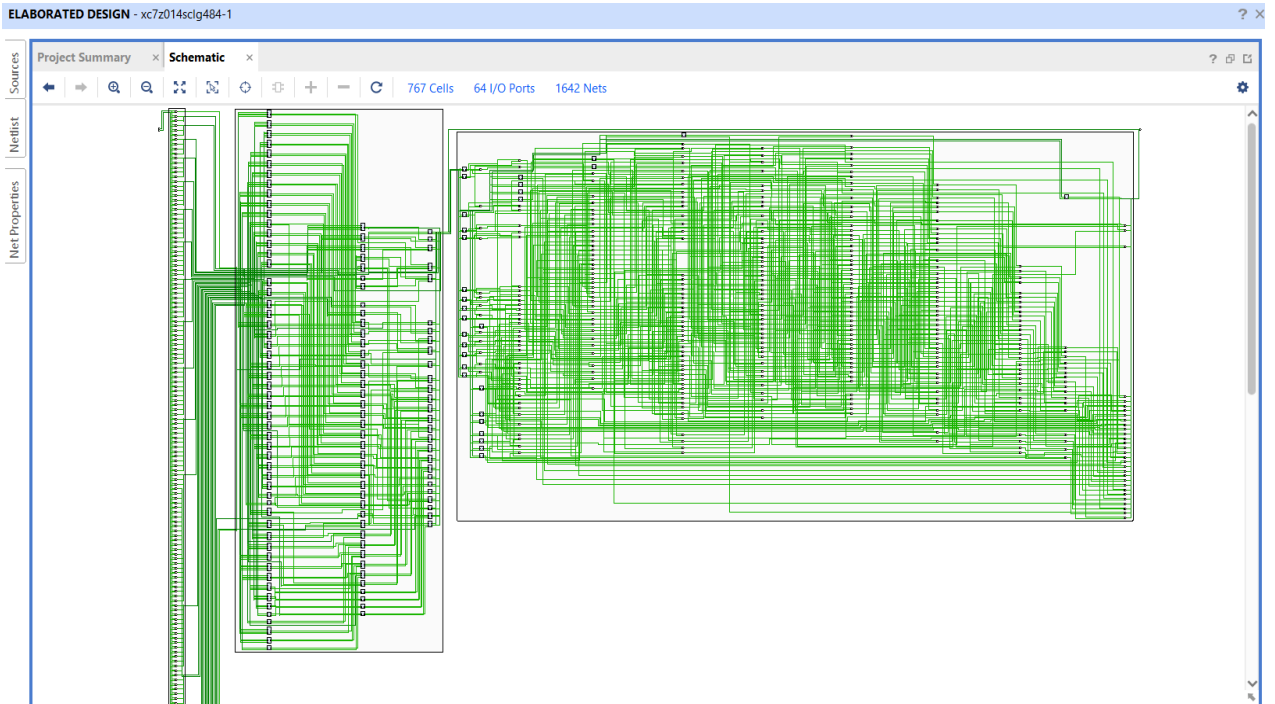 ELABORATED DESIGN - xc7z014sclg484-1
? ×
Sources
Netlist
Net Properties
Project Summary × Schematic ×
?
767 Cells 64 I/O Ports 1642 Nets